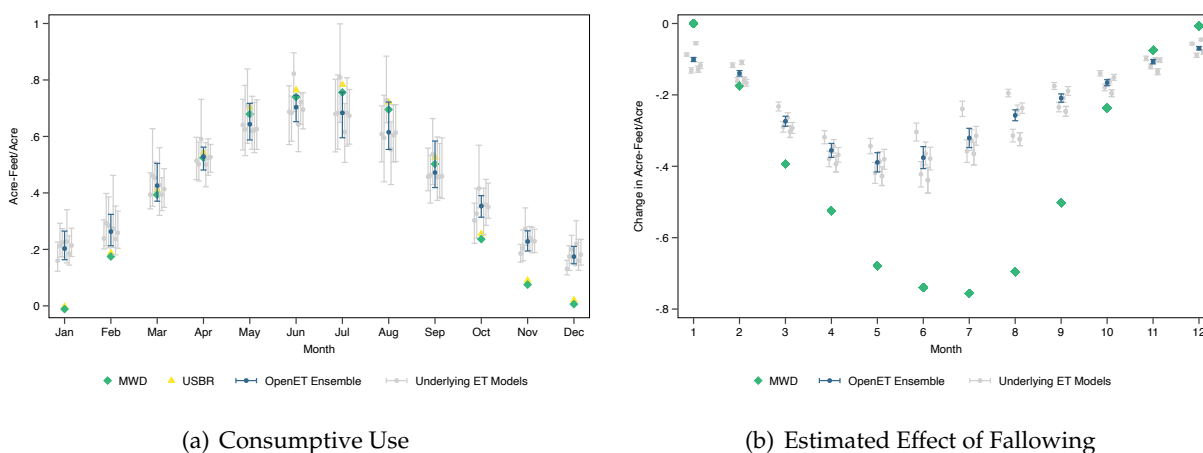 Acre-Feet/Acre
1
.8
.6
.4
.2
0
Jan Feb Mar Apr May Jun Jul Aug Sep Oct Nov Dec
Month
MWD USBR OpenET Ensemble Underlying ET Models
(a) Consumptive Use
Change in Acre-Feet/Acre
0
-.2
-.4
-.6
-.8
1 2 3 4 5 6 7 8 9 10 11 12
Month
MWD OpenET Ensemble Underlying ET Models
(b) Estimated Effect of Fallowing